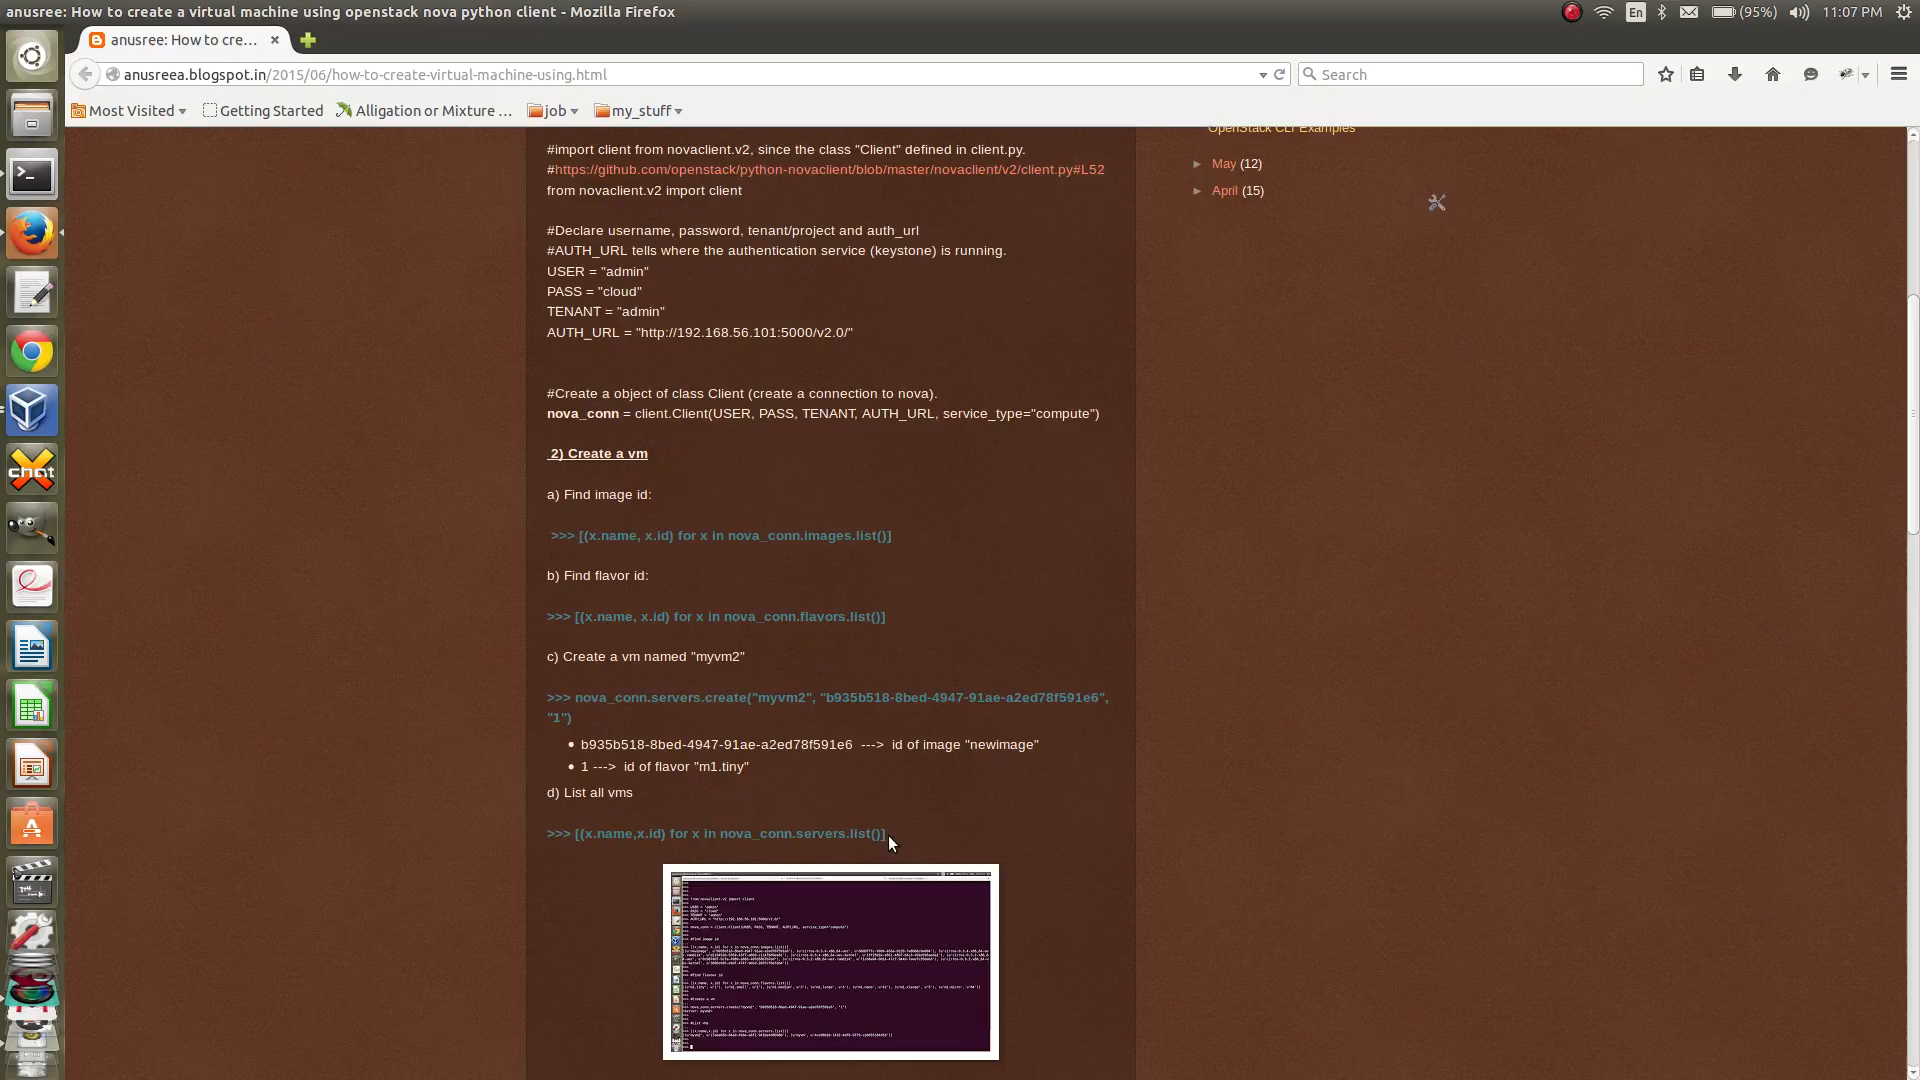 anusree: How to create a virtual machine using openstack nova python client - Mozilla Firefox
En
(95%)
11:07 PM
anusree: How to cre...
anusreea.blogspot.in/2015/06/how-to-create-virtual-machine-using.html
Search
Most Visited
Getting Started
Alligation or Mixture ...
job
my_stuff
#import client from novaclient.v2, since the class "Client" defined in client.py.
#https://github.com/openstack/python-novaclient/blob/master/novaclient/v2/client.py#L52
from novaclient.v2 import client
#Declare username, password, tenant/project and auth_url
#AUTH_URL tells where the authentication service (keystone) is running.
USER = "admin"
PASS = "cloud"
TENANT = "admin"
AUTH_URL = "http://192.168.56.101:5000/v2.0/"
#Create a object of class Client (create a connection to nova).
nova_conn = client.Client(USER, PASS, TENANT, AUTH_URL, service_type="compute")
2) Create a vm
a) Find image id:
>>> [(x.name, x.id) for x in nova_conn.images.list()]
b) Find flavor id:
>>> [(x.name, x.id) for x in nova_conn.flavors.list()]
c) Create a vm named "myvm2"
>>> nova_conn.servers.create("myvm2", "b935b518-8bed-4947-91ae-a2ed78f591e6",
"1")
b935b518-8bed-4947-91ae-a2ed78f591e6 ---> id of image "newimage"
1 ---> id of flavor "m1.tiny"
d) List all vms
>>> [(x.name,x.id) for x in nova_conn.servers.list()]
OpenStack CLI Examples
► May (12)
► April (15)
chat